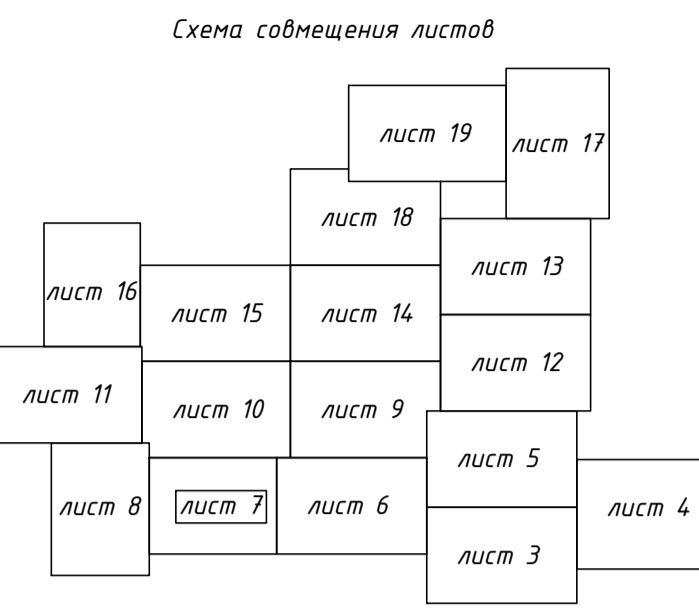 Схема совмещения листов
лист 19
лист 17
лист 18
лист 13
лист 16
лист 15
лист 14
лист 12
лист 11
лист 10
лист 9
лист 5
лист 8
лист 7
лист 6
лист 4
лист 3